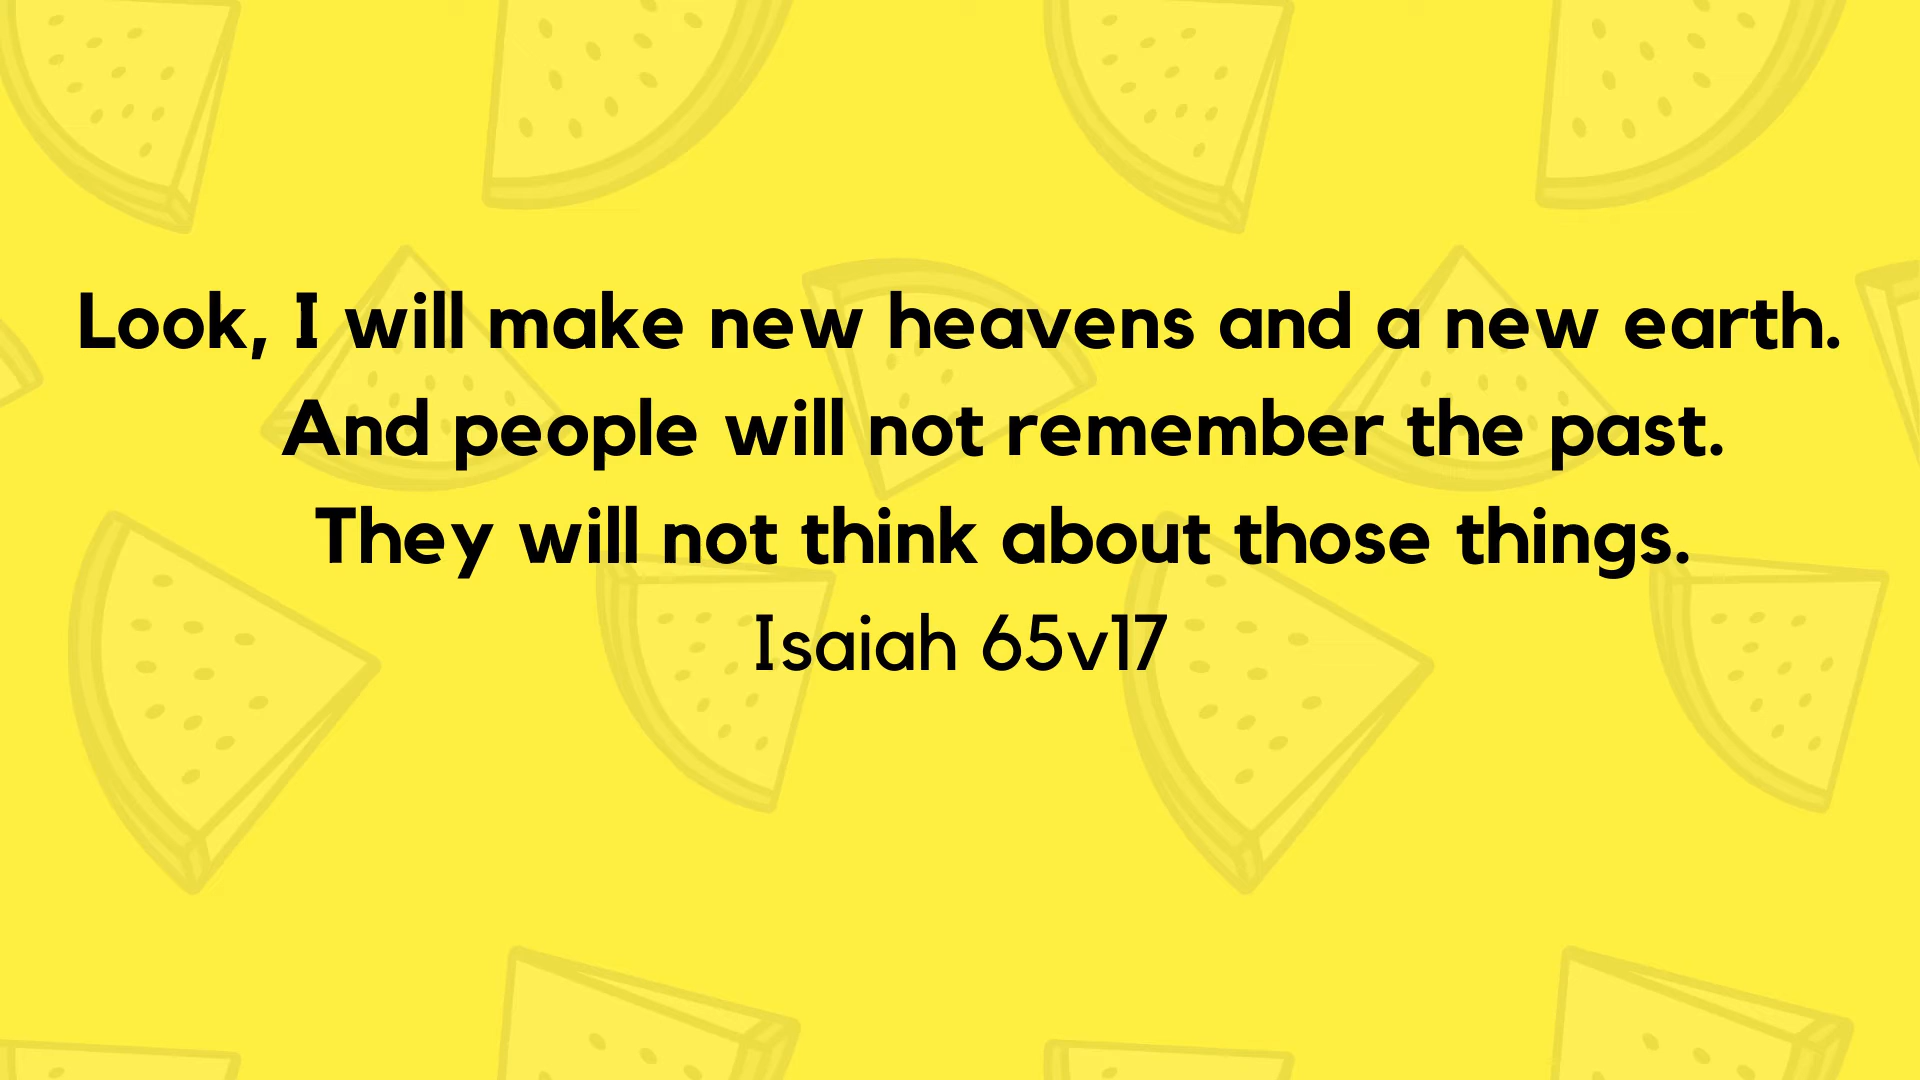 Look, I will make new heavens and a new earth.
And people will not remember the past.
They will not think about those things.
Isaiah 65v17